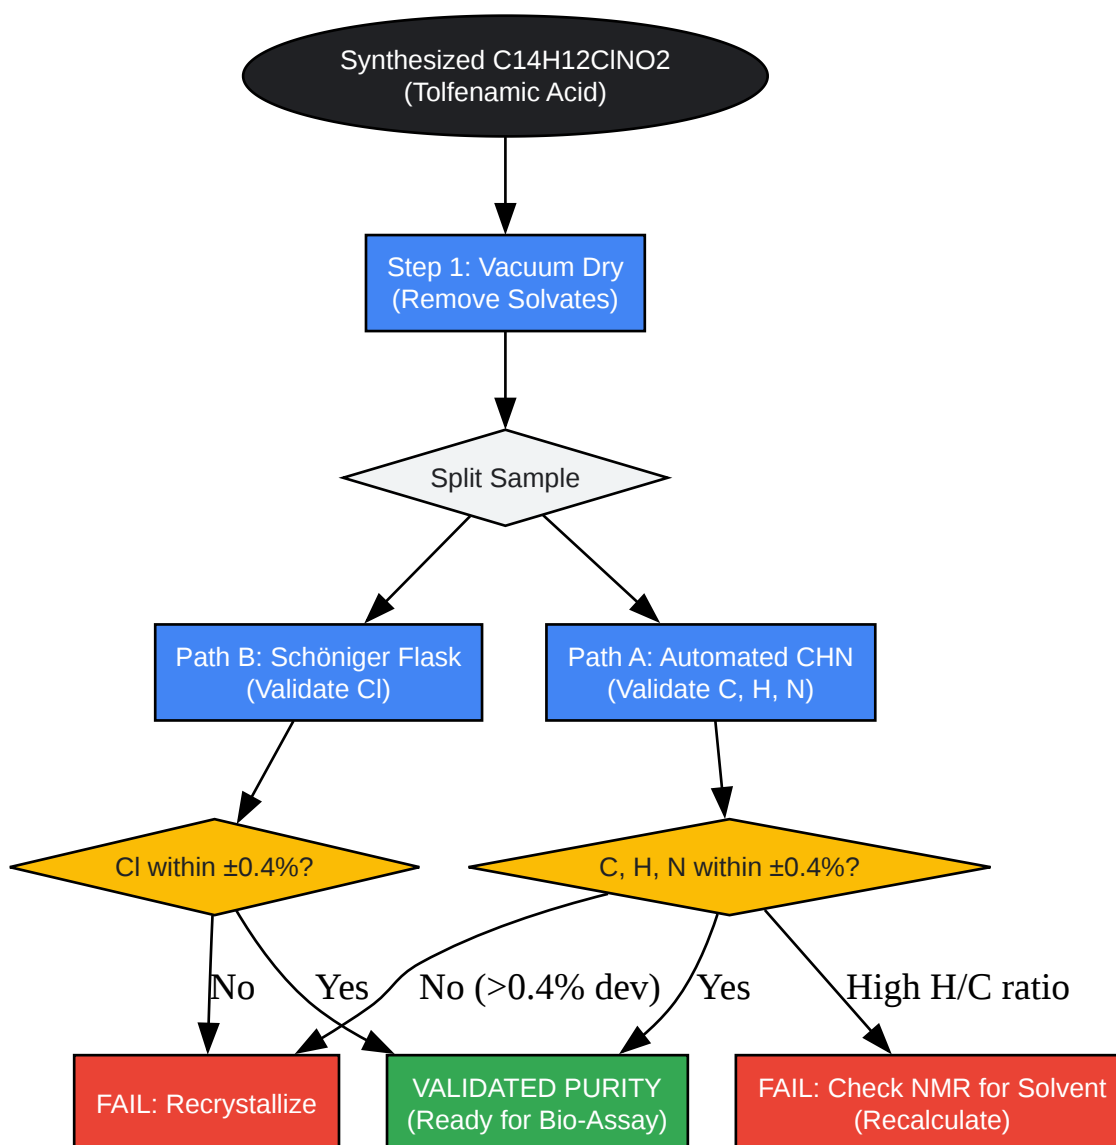 Synthesized C14H12ClNO2
(Tolfenamic Acid)
Step 1: Vacuum Dry
(Remove Solvates)
Split Sample
Path B: Schöniger Flask
(Validate Cl)
Path A: Automated CHN
(Validate C, H, N)
Cl within ±0.4%?
C, H, N within ±0.4%?
No
Yes
No (>0.4% dev)
Yes
High H/C ratio
FAIL: Recrystallize
VALIDATED PURITY
(Ready for Bio-Assay)
FAIL: Check NMR for Solvent
(Recalculate)